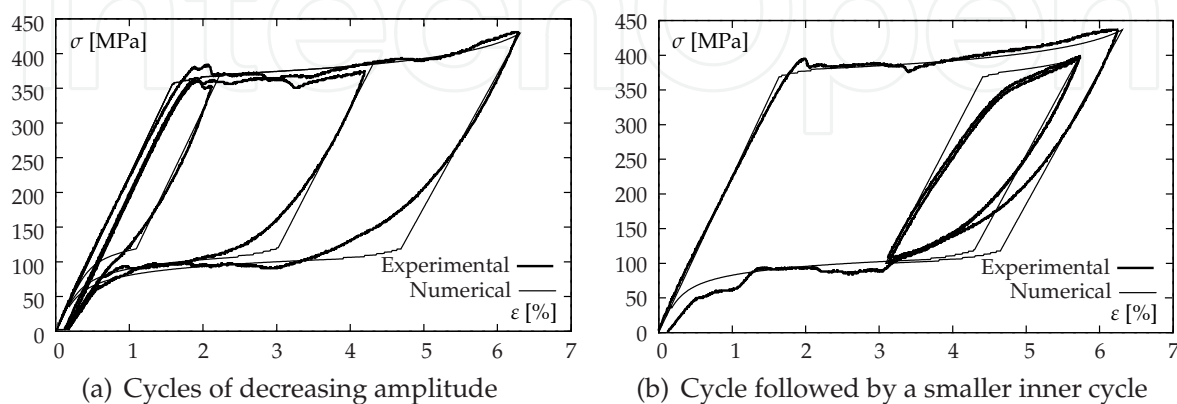 InTech Open
450
400
350
300
250
200
150
100
50
0
σ [MPa]
Experimental
Numerical
ε [%]
0 1 2 3 4 5 6 7
(a) Cycles of decreasing amplitude
450
400
350
300
250
200
150
100
50
0
σ [MPa]
Experimental
Numerical
ε [%]
0 1 2 3 4 5 6 7
(b) Cycle followed by a smaller inner cycle